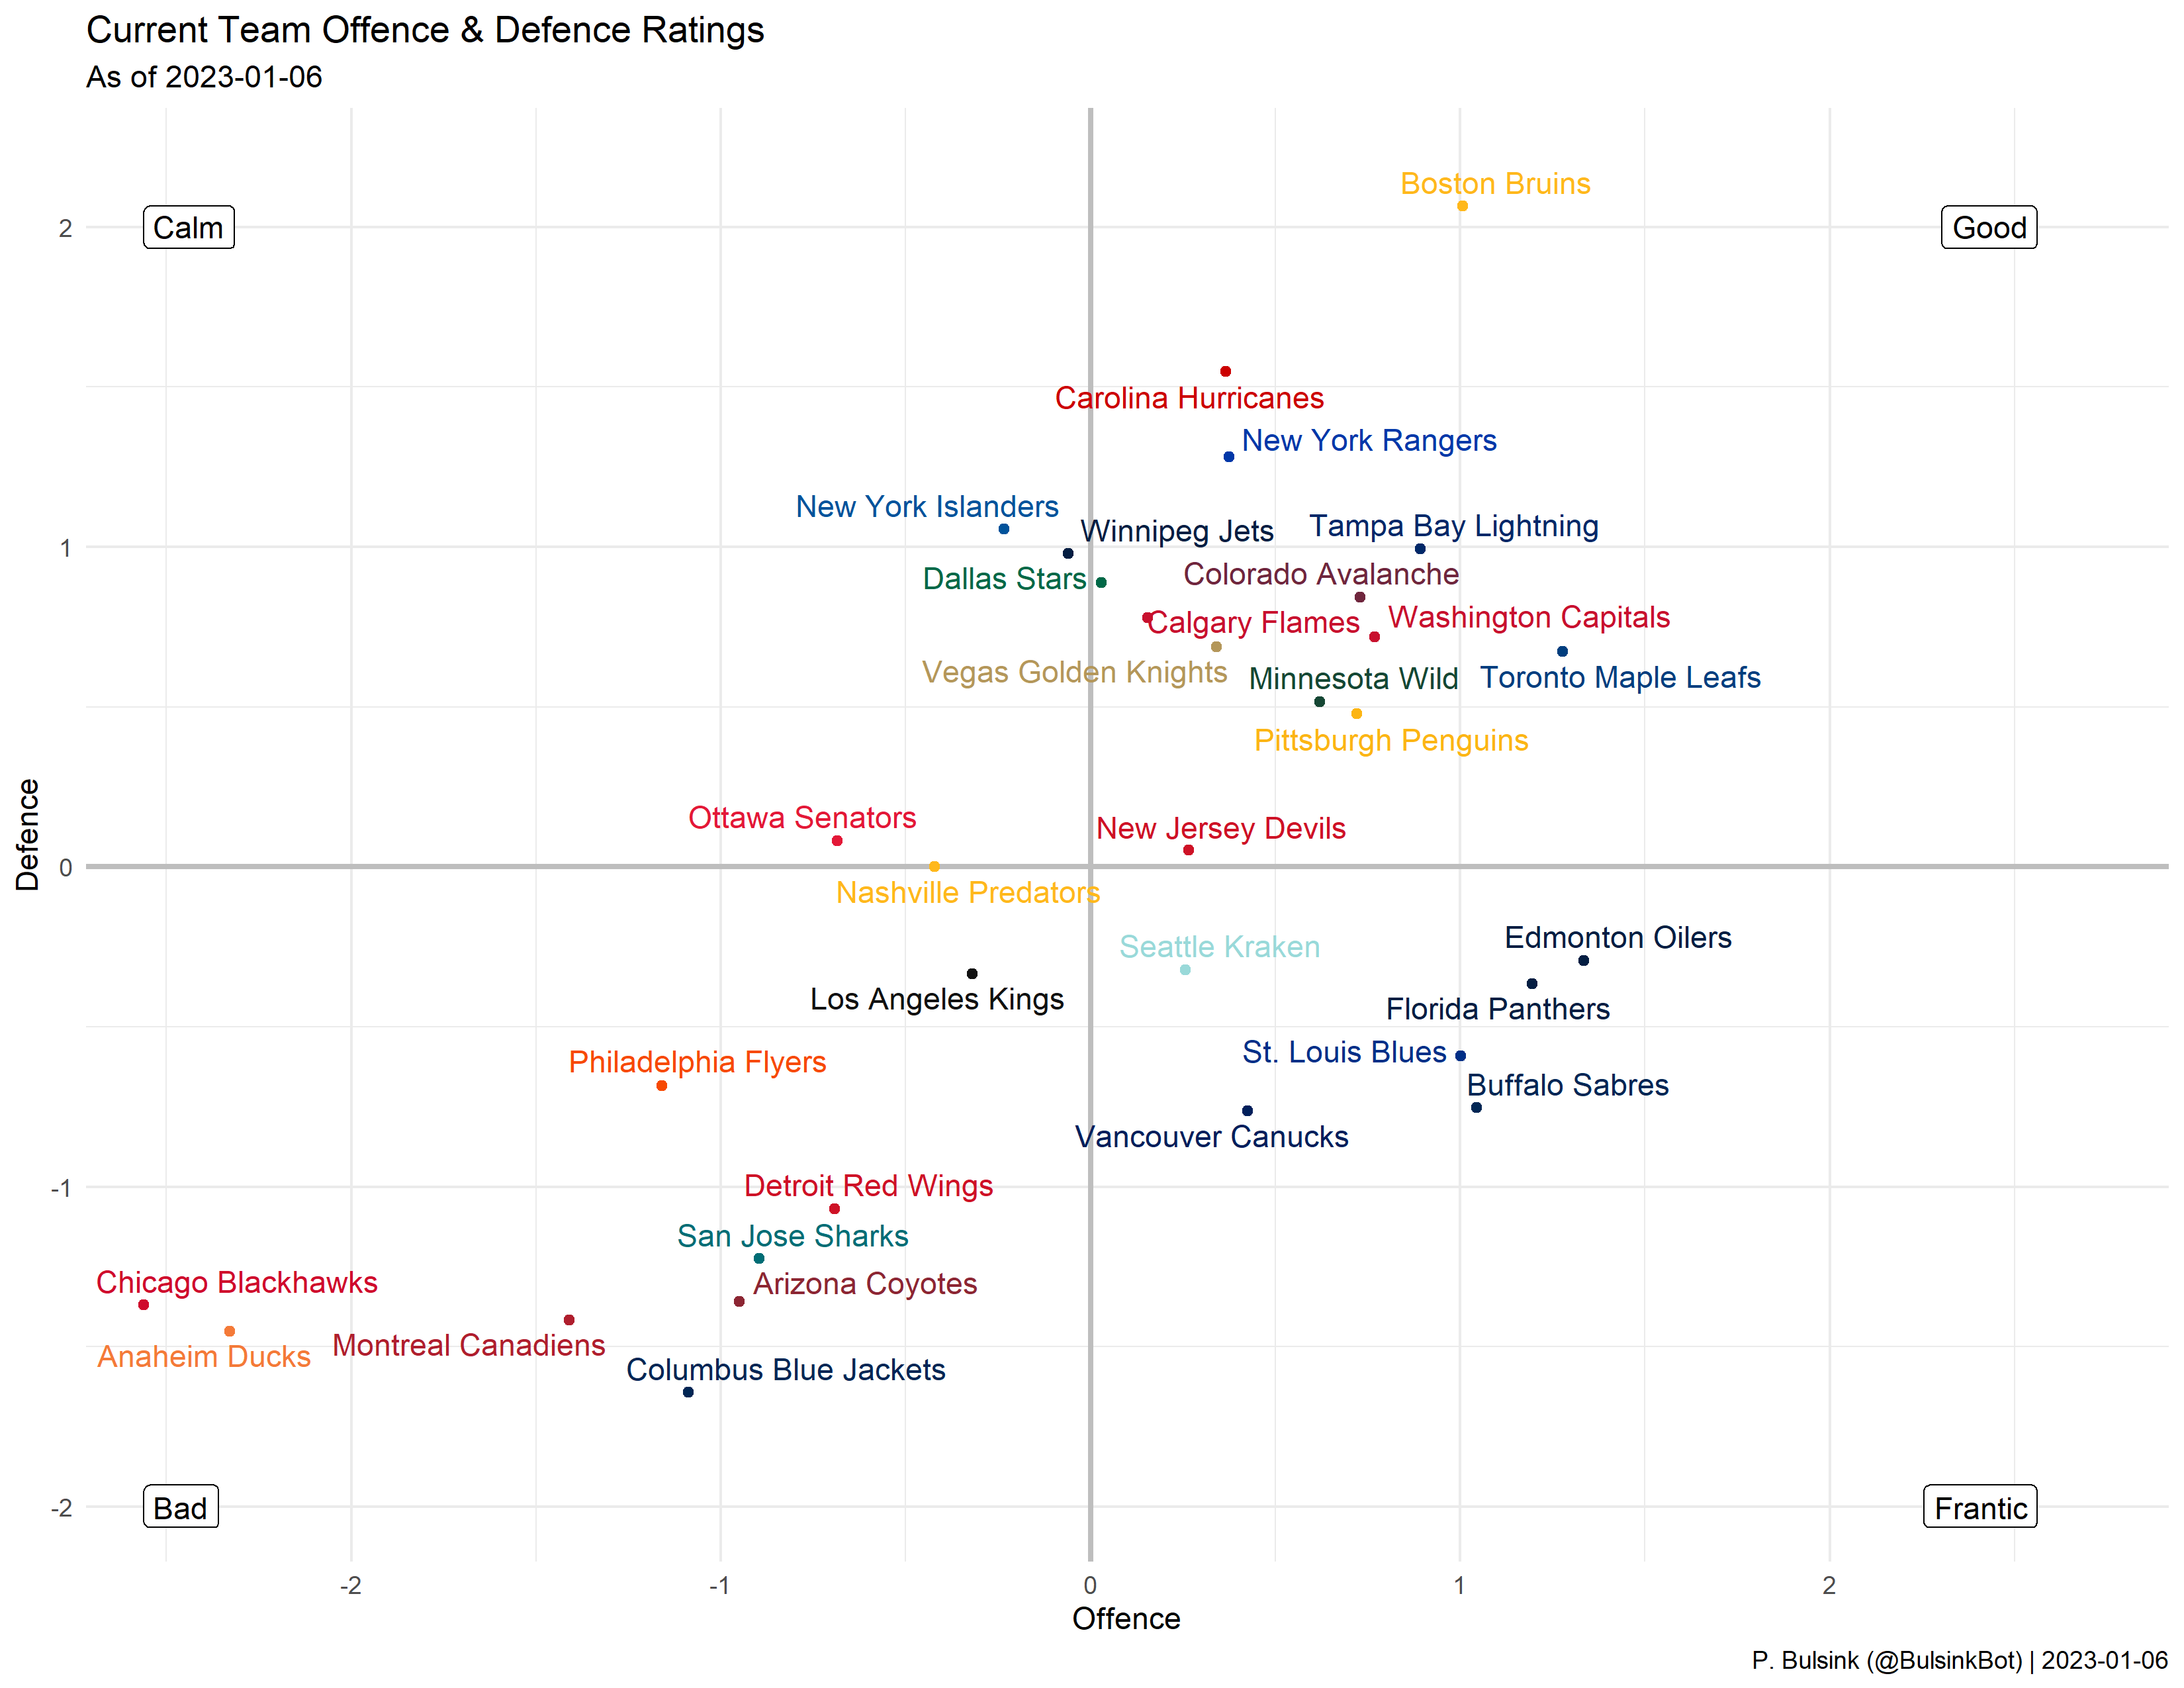 Current Team Offence & Defence Ratings
As of 2023-01-06
Boston Bruins
Calm
Good
2
Carolina Hurricanes
New York Rangers
New York Islanders
Winnipeg Jets
Tampa Bay Lightning
1
Dallas Stars
Colorado Avalanche
Calgary Flames
Washington Capitals
Vegas Golden Knights
Minnesota Wild
Toronto Maple Leafs
Pittsburgh Penguins
Ottawa Senators
New Jersey Devils
Defence
0
Nashville Predators
Seattle Kraken
Edmonton Oilers
Los Angeles Kings
Florida Panthers
Philadelphia Flyers
St. Louis Blues
Buffalo Sabres
Vancouver Canucks
-1
Detroit Red Wings
San Jose Sharks
Chicago Blackhawks
Arizona Coyotes
Anaheim Ducks
Montreal Canadiens
Columbus Blue Jackets
-2
Bad
Frantic
-2
-1
0
1
2
Offence
P. Bulsink (@BulsinkBot) | 2023-01-06